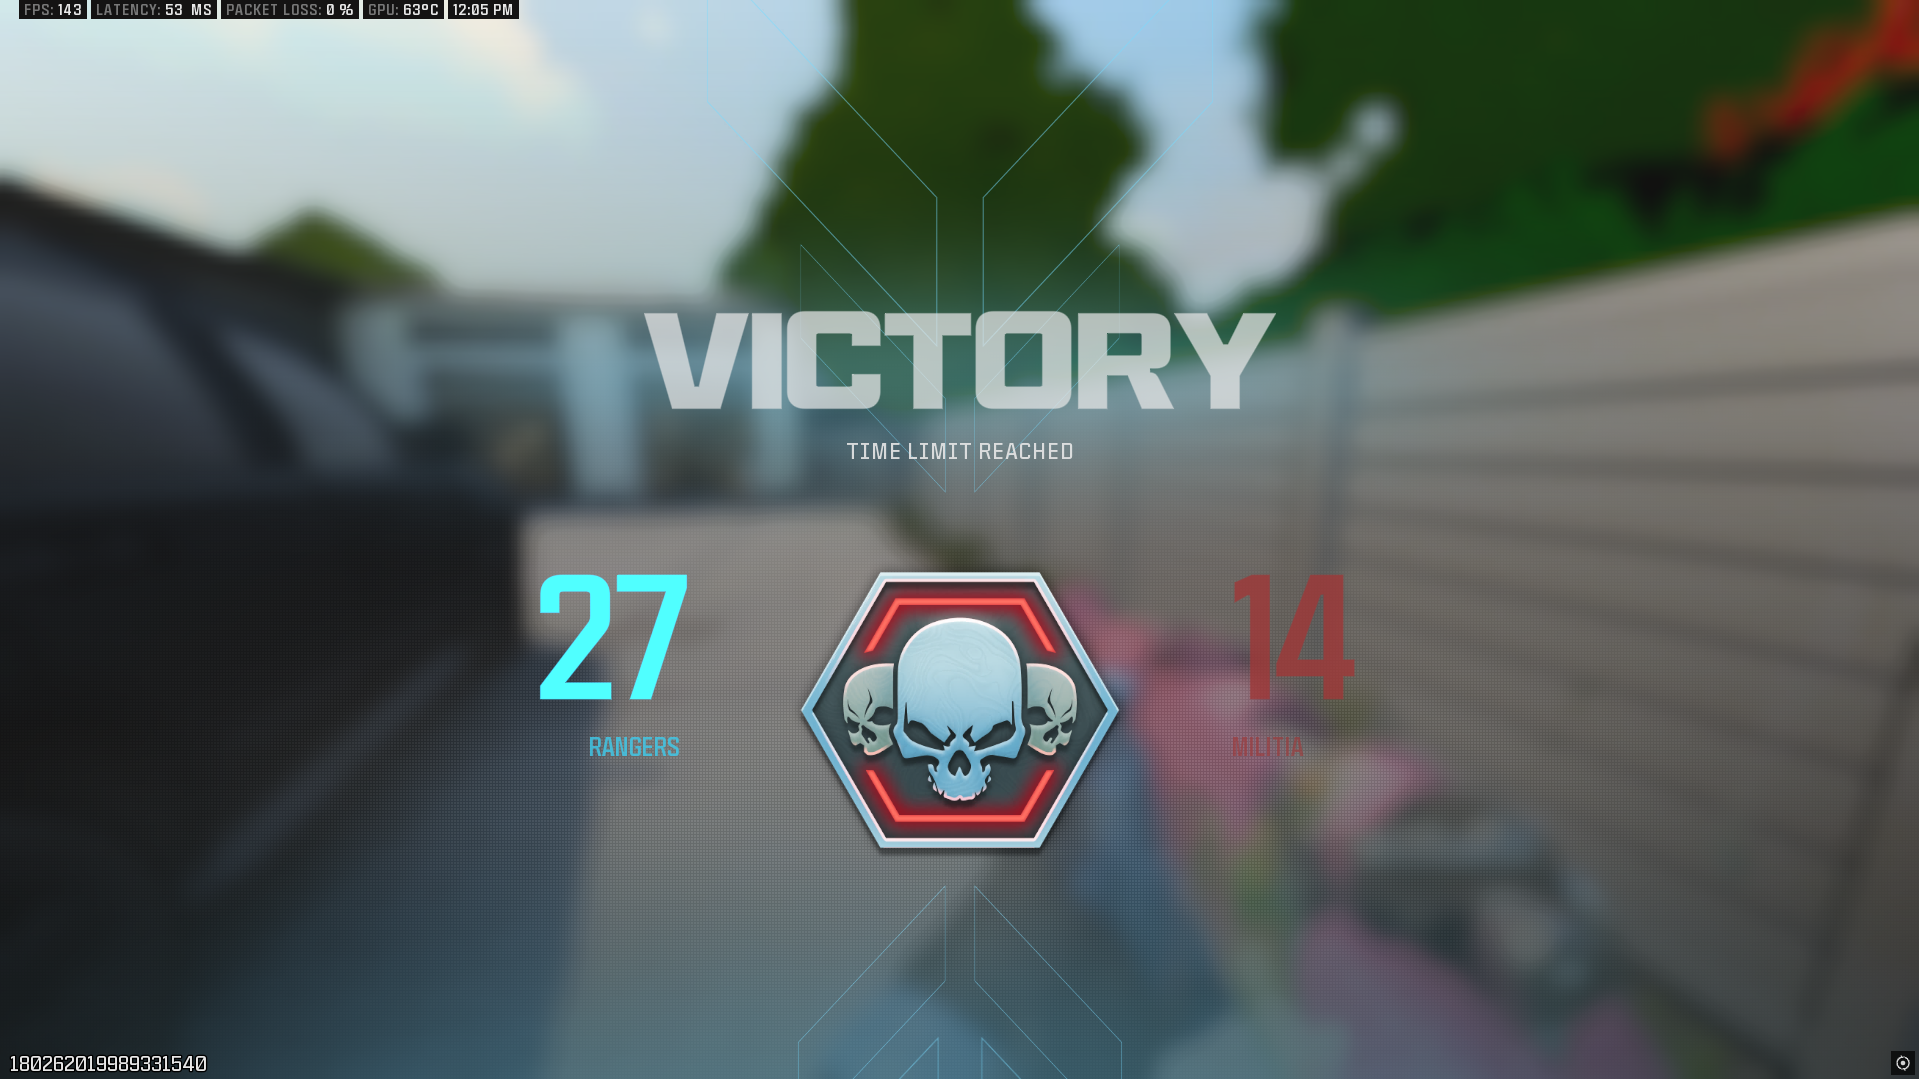 FPS: 143 LATENCY: 53 MS PACKET LOSS: 0 % GPU: 63°C 12:05 PM
VICTORY
TIME LIMIT REACHED
27 14
RANGERS MILITIA
180262019989331540